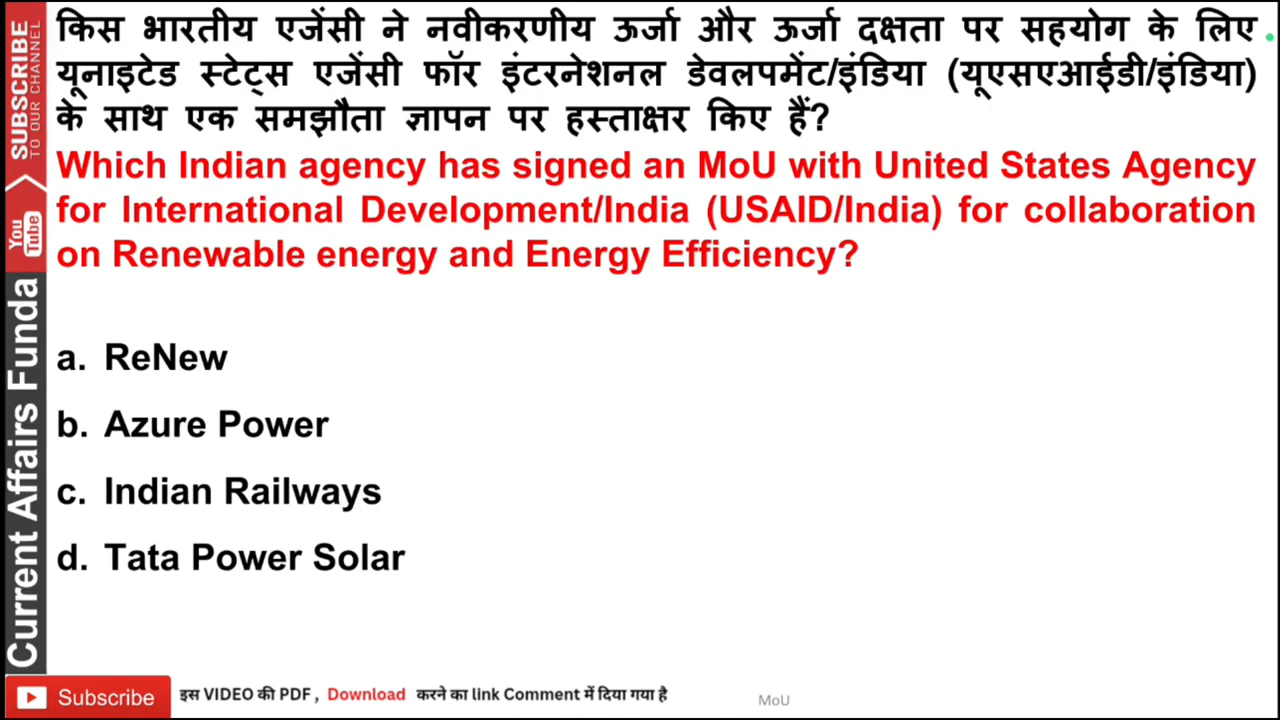 किस भारतीय एजेंसी ने नवीकरणीय ऊर्जा और ऊर्जा दक्षता पर सहयोग के लिए
यूनाइटेड स्टेट्स एजेंसी फॉर इंटरनेशनल डेवलपमेंट/इंडिया (यूएसएआईडी/इंडिया)
के साथ एक समझौता ज्ञापन पर हस्ताक्षर किए हैं?
Which Indian agency has signed an MoU with United States Agency
for International Development/India (USAID/India) for collaboration
on Renewable energy and Energy Efficiency?
a. ReNew
b. Azure Power
c. Indian Railways
d. Tata Power Solar
SUBSCRIBE
TO OUR CHANNEL
You
Tube
Current Affairs Funda
Subscribe
इस VIDEO की PDF , Download करने का link Comment में दिया गया है
MoU